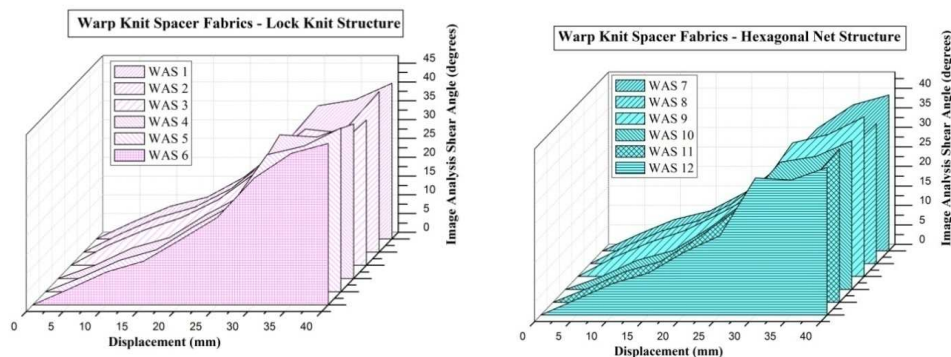 Warp Knit Spacer Fabrics - Lock Knit Structure
WAS 1
WAS 2
WAS 3
WAS 4
WAS 5
WAS 6
45
40
35
30
25
20
15
10
5
0
Image Analysis Shear Angle (degrees)
0 5 10 15 20 25 30 35 40
Displacement (mm)
Warp Knit Spacer Fabrics - Hexagonal Net Structure
WAS 7
WAS 8
WAS 9
WAS 10
WAS 11
WAS 12
40
35
30
25
20
15
10
5
0
Image Analysis Shear Angle (degrees)
0 5 10 15 20 25 30 35 40
Displacement (mm)